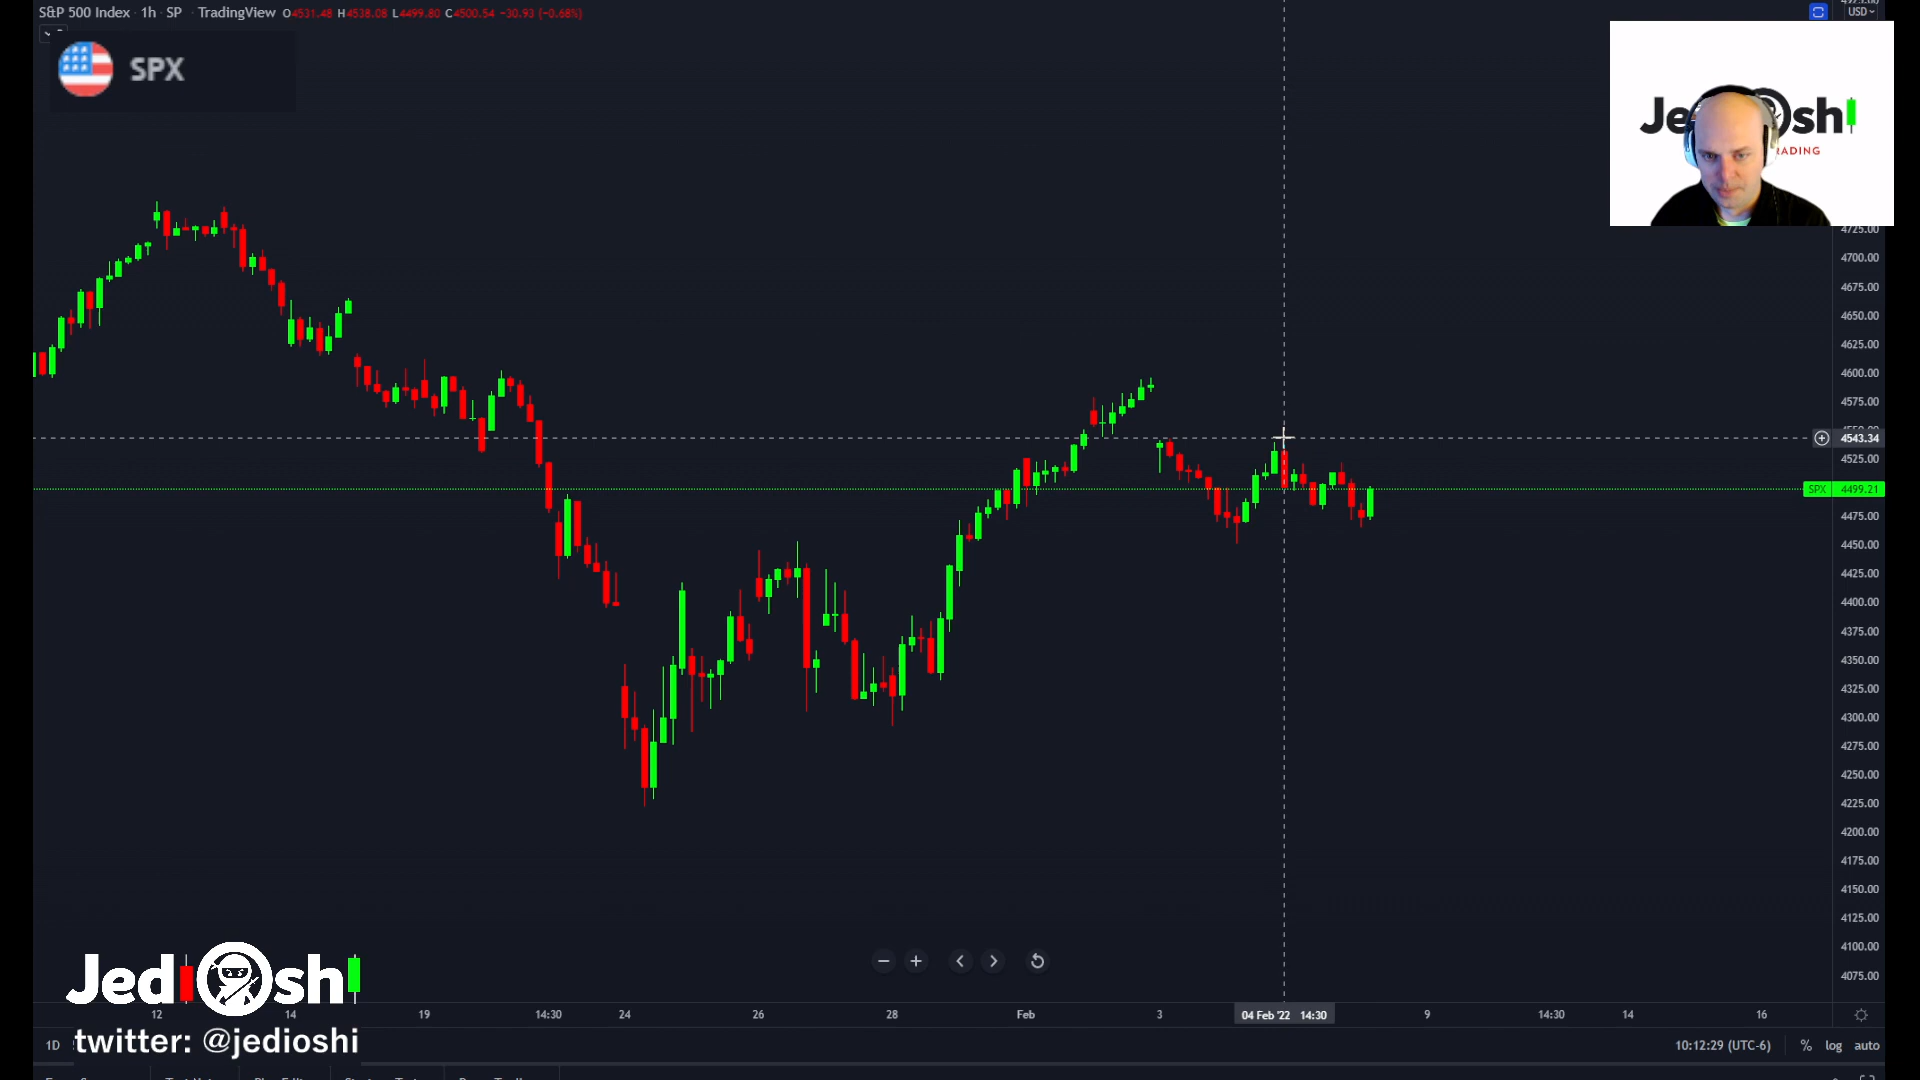 S&P 500 Index · 1h · SP · TradingView O4531.48 H4538.08 L4499.80 C4500.54 −30.93 (−0.68%)
USD
SPX
Je shi
RADING
4725.00
4700.00
4675.00
4650.00
4625.00
4600.00
4575.00
4543.34
4525.00
SPX 4499.21
4475.00
4450.00
4425.00
4400.00
4375.00
4350.00
4325.00
4300.00
4275.00
4250.00
4225.00
4200.00
4175.00
4150.00
4125.00
4100.00
4075.00
JediOshi
12 14 19 14:30 24 26 28 Feb 3 04 Feb '22 14:30 9 14:30 14 16
twitter: @jedioshi
1D
10:12:29 (UTC-6) % log auto